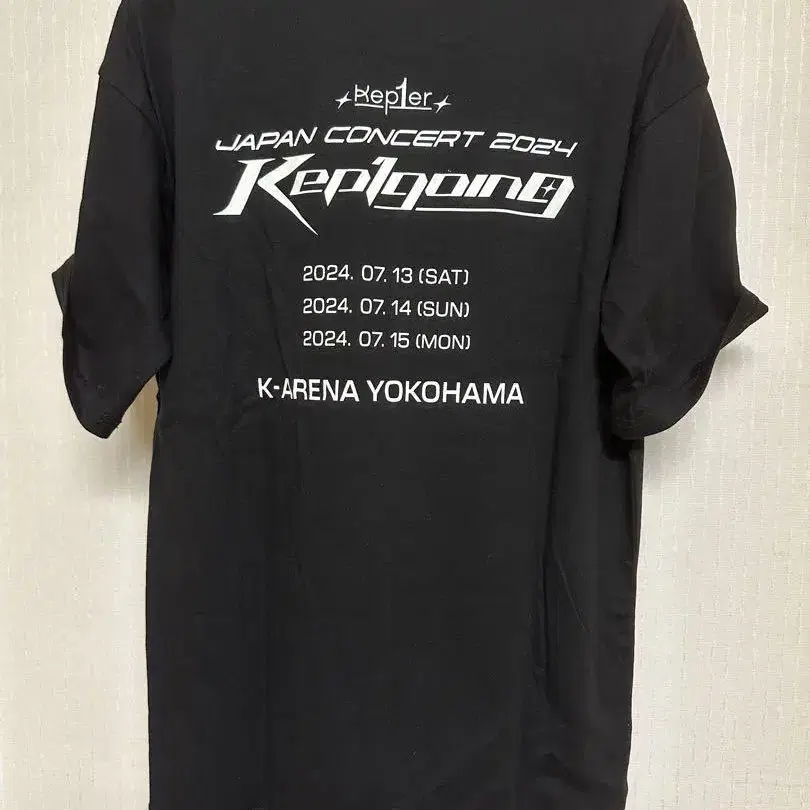 Kep1er
JAPAN CONCERT 2024
Kep1going
2024. 07. 13 (SAT)
2024. 07. 14 (SUN)
2024. 07. 15 (MON)
K-ARENA YOKOHAMA